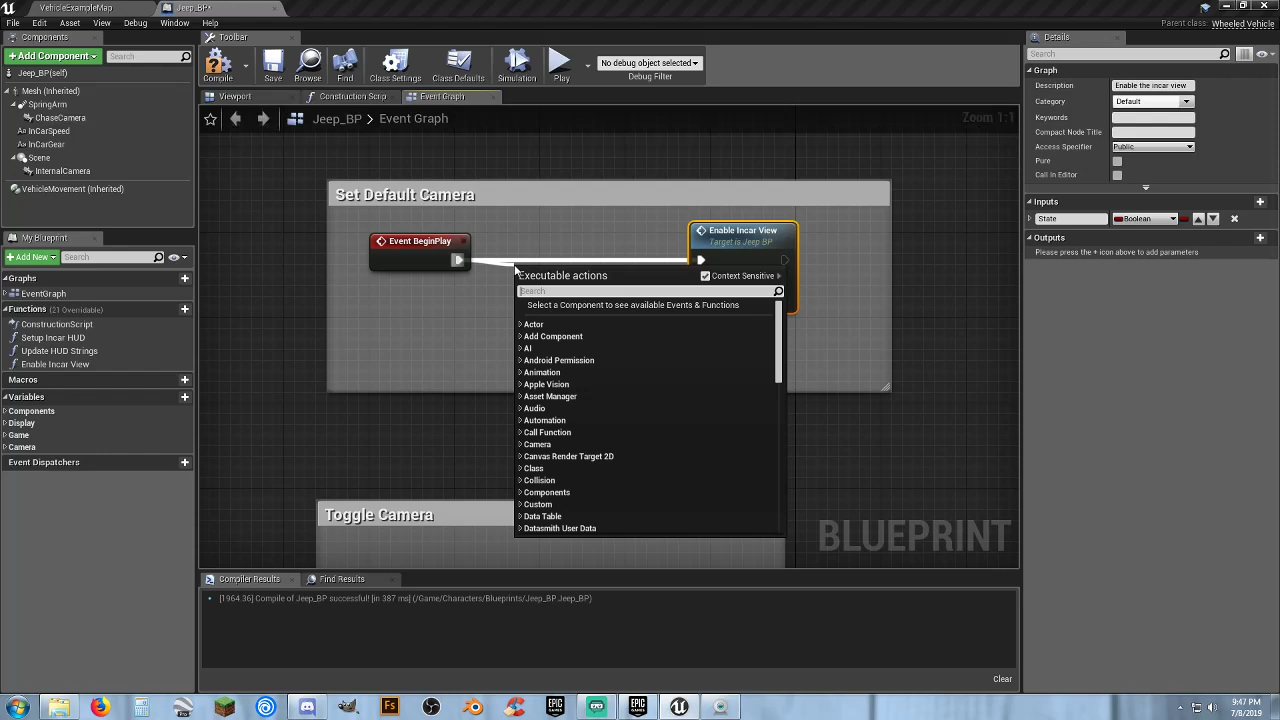 VehicleExampleMap
Jeep_BP*
File Edit Asset View Debug Window Help
Parent class: Wheeled Vehicle
Components
Add Component
Search
Jeep_BP(self)
Mesh (Inherited)
SpringArm
ChaseCamera
InCarSpeed
InCarGear
Scene
InternalCamera
VehicleMovement (Inherited)
My Blueprint
Add New
Search
Graphs
EventGraph
Functions (21 Overridable)
ConstructionScript
Setup Incar HUD
Update HUD Strings
Enable Incar View
Macros
Variables
Components
Display
Game
Camera
Event Dispatchers
Toolbar
Compile
Save
Browse
Find
Class Settings
Class Defaults
Simulation
Play
No debug object selected
Debug Filter
Viewport
Construction Scrip
Event Graph
Jeep_BP > Event Graph
Zoom 1:1
Set Default Camera
Event BeginPlay
Enable Incar View
Target is Jeep BP
Executable actions
Context Sensitive
Search
Select a Component to see available Events & Functions
Actor
Add Component
AI
Android Permission
Animation
Apple Vision
Asset Manager
Audio
Automation
Call Function
Camera
Canvas Render Target 2D
Class
Collision
Components
Custom
Data Table
Datasmith User Data
Toggle Camera
BLUEPRINT
Compiler Results
Find Results
[1964.36] Compile of Jeep_BP successful! [in 387 ms] (/Game/Characters/Blueprints/Jeep_BP.Jeep_BP)
Clear
Details
Search
Graph
Description
Enable the incar view
Category
Default
Keywords
Compact Node Title
Access Specifier
Public
Pure
Call In Editor
Inputs
State
Boolean
Outputs
Please press the + icon above to add parameters
Fs
EPIC GAMES
EPIC GAMES
9:47 PM
7/8/2019